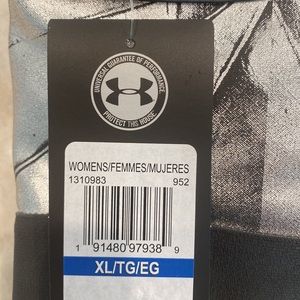 UNIVERSAL GUARANTEE OF PERFORMANCE
PROTECT THIS HOUSE
WOMENS/FEMMES/MUJERES
1310983 952
1 91480 97938 9
XL/TG/EG